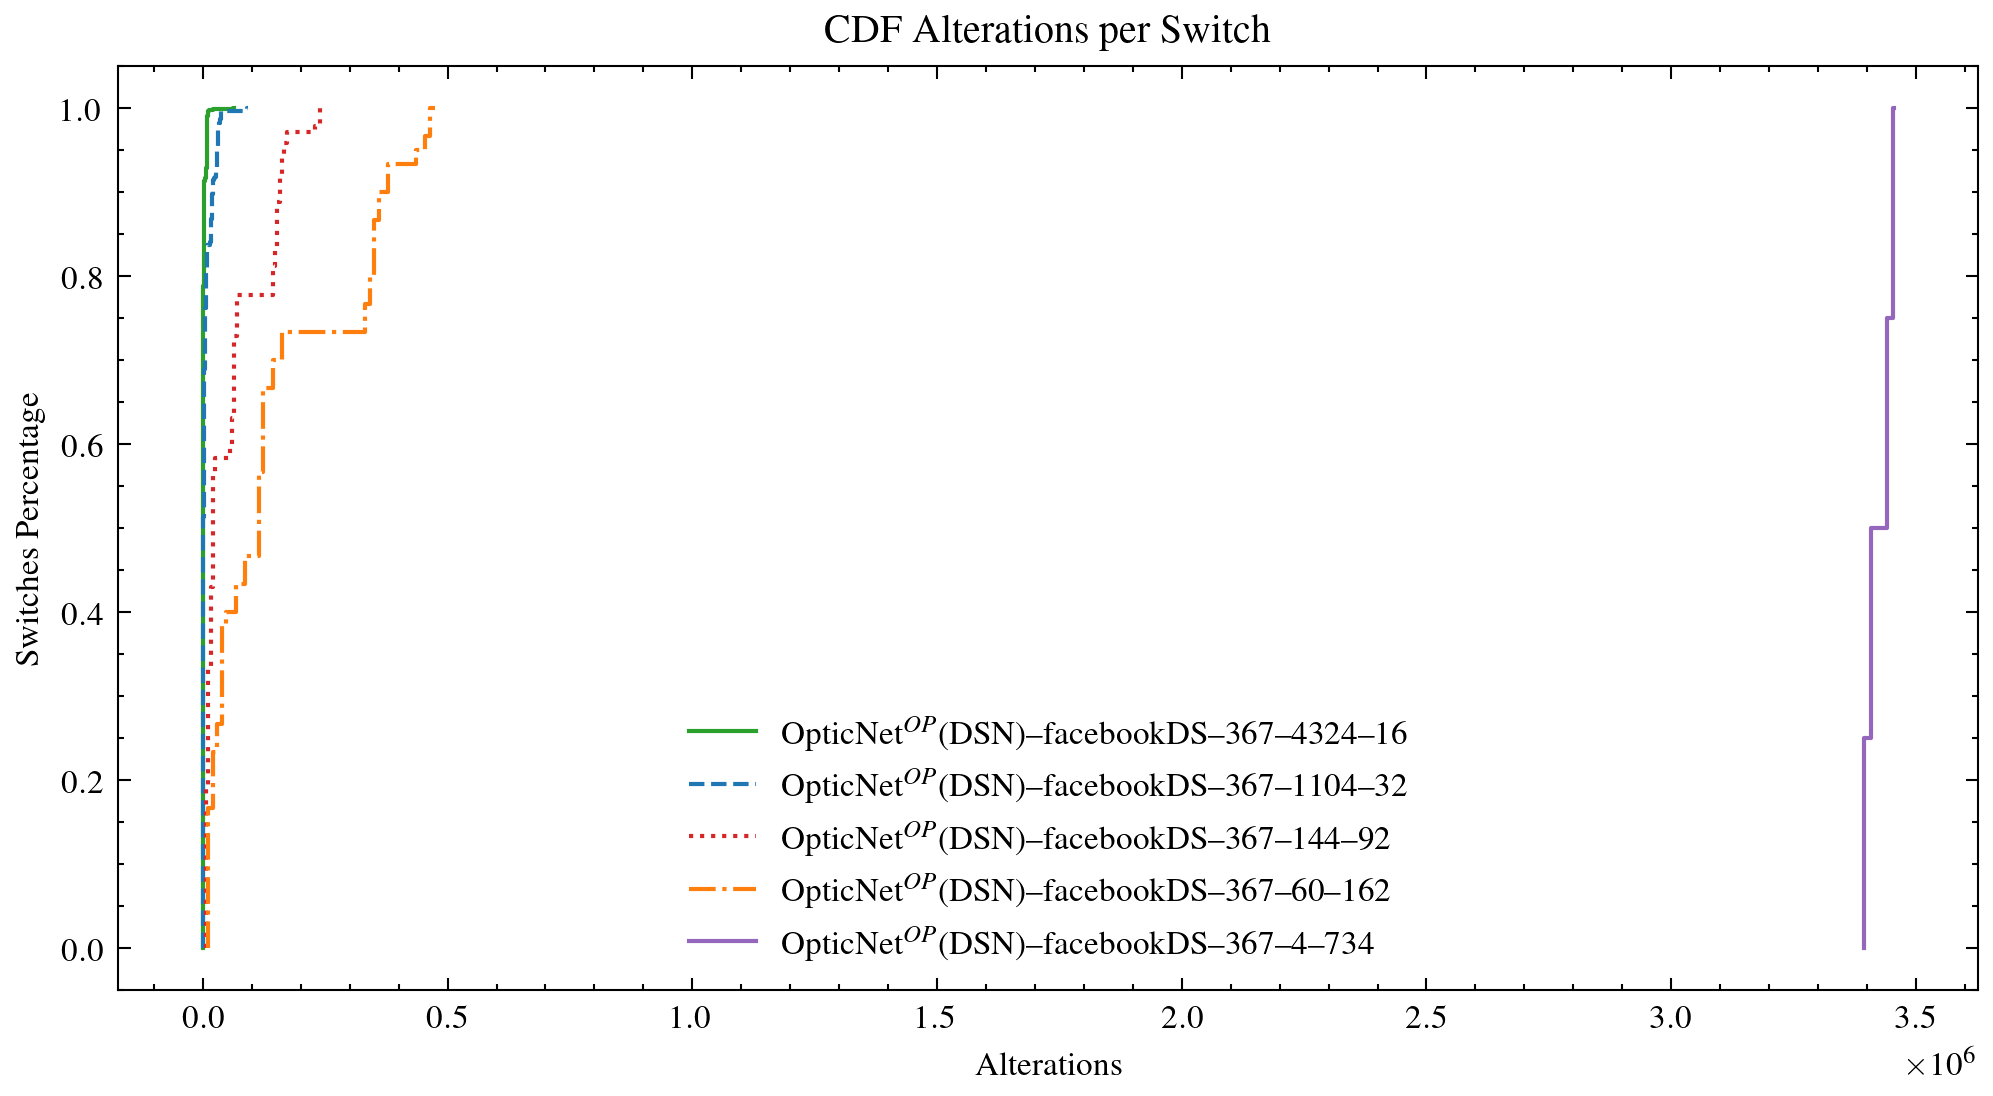 CDF Alterations per Switch
Switches Percentage
1.0
0.8
0.6
0.4
0.2
0.0
OpticNet^{OP}(DSN)–facebookDS–367–4324–16
OpticNet^{OP}(DSN)–facebookDS–367–1104–32
OpticNet^{OP}(DSN)–facebookDS–367–144–92
OpticNet^{OP}(DSN)–facebookDS–367–60–162
OpticNet^{OP}(DSN)–facebookDS–367–4–734
0.0 0.5 1.0 1.5 2.0 2.5 3.0 3.5
Alterations
×10^6